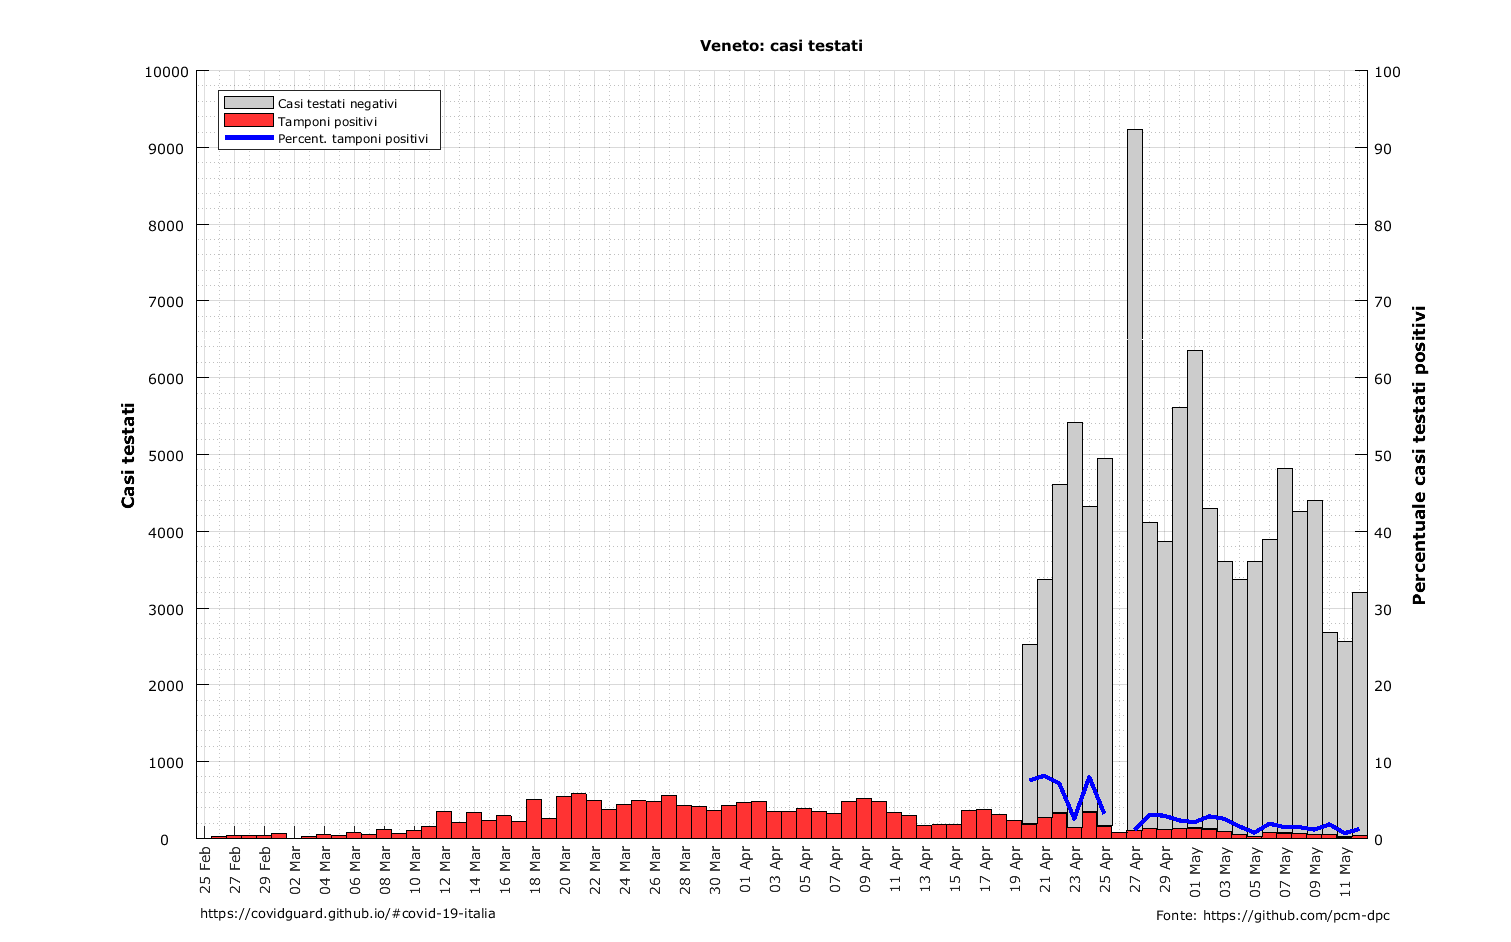 Veneto: casi testati
Casi testati negativi
Tamponi positivi
Percent. tamponi positivi
10000
9000
8000
7000
6000
5000
4000
3000
2000
1000
0
Casi testati
100
90
80
70
60
50
40
30
20
10
0
Percentuale casi testati positivi
25 Feb
27 Feb
29 Feb
02 Mar
04 Mar
06 Mar
08 Mar
10 Mar
12 Mar
14 Mar
16 Mar
18 Mar
20 Mar
22 Mar
24 Mar
26 Mar
28 Mar
30 Mar
01 Apr
03 Apr
05 Apr
07 Apr
09 Apr
11 Apr
13 Apr
15 Apr
17 Apr
19 Apr
21 Apr
23 Apr
25 Apr
27 Apr
29 Apr
01 May
03 May
05 May
07 May
09 May
11 May
https://covidguard.github.io/#covid-19-italia
Fonte: https://github.com/pcm-dpc